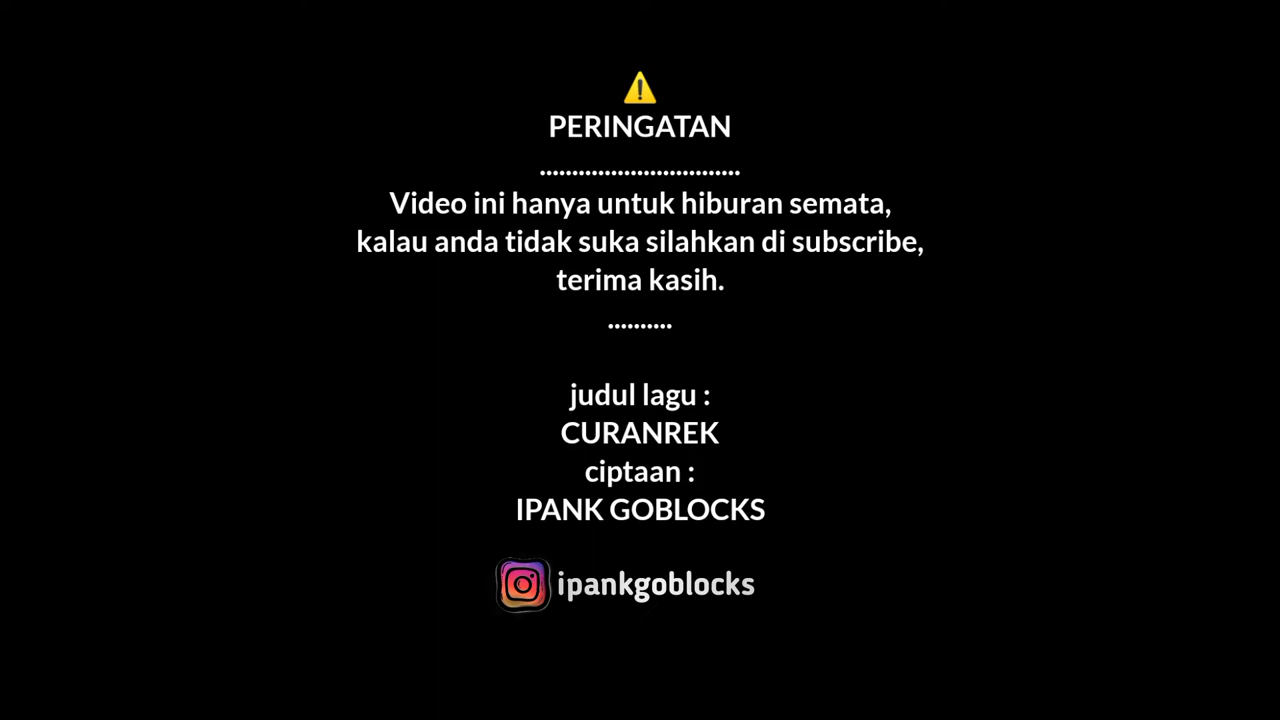 ⚠️
PERINGATAN
...............................
Video ini hanya untuk hiburan semata,
kalau anda tidak suka silahkan di subscribe,
terima kasih.
..........
judul lagu :
CURANREK
ciptaan :
IPANK GOBLOCKS
ipankgoblocks